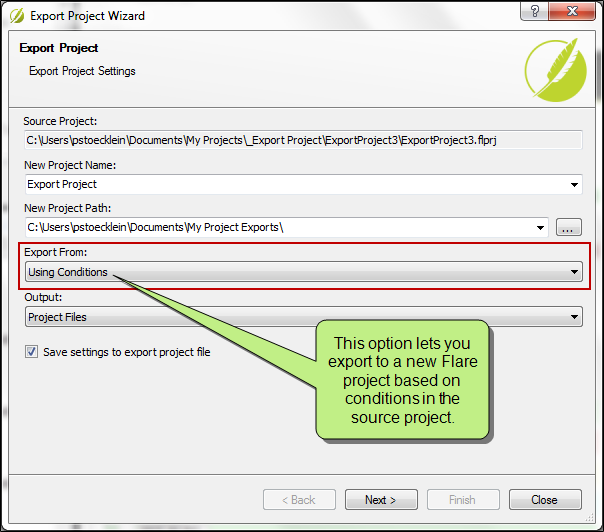 Export Project Wizard
?
Export Project
Export Project Settings
Source Project:
C:\Users\pstoecklein\Documents\My Projects\_Export Project\ExportProject3\ExportProject3.flprj
New Project Name:
Export Project
New Project Path:
C:\Users\pstoecklein\Documents\My Project Exports\
...
Export From:
Using Conditions
Output:
Project Files
Save settings to export project file
This option lets you
export to a new Flare
project based on
conditions in the
source project.
< Back
Next >
Finish
Close